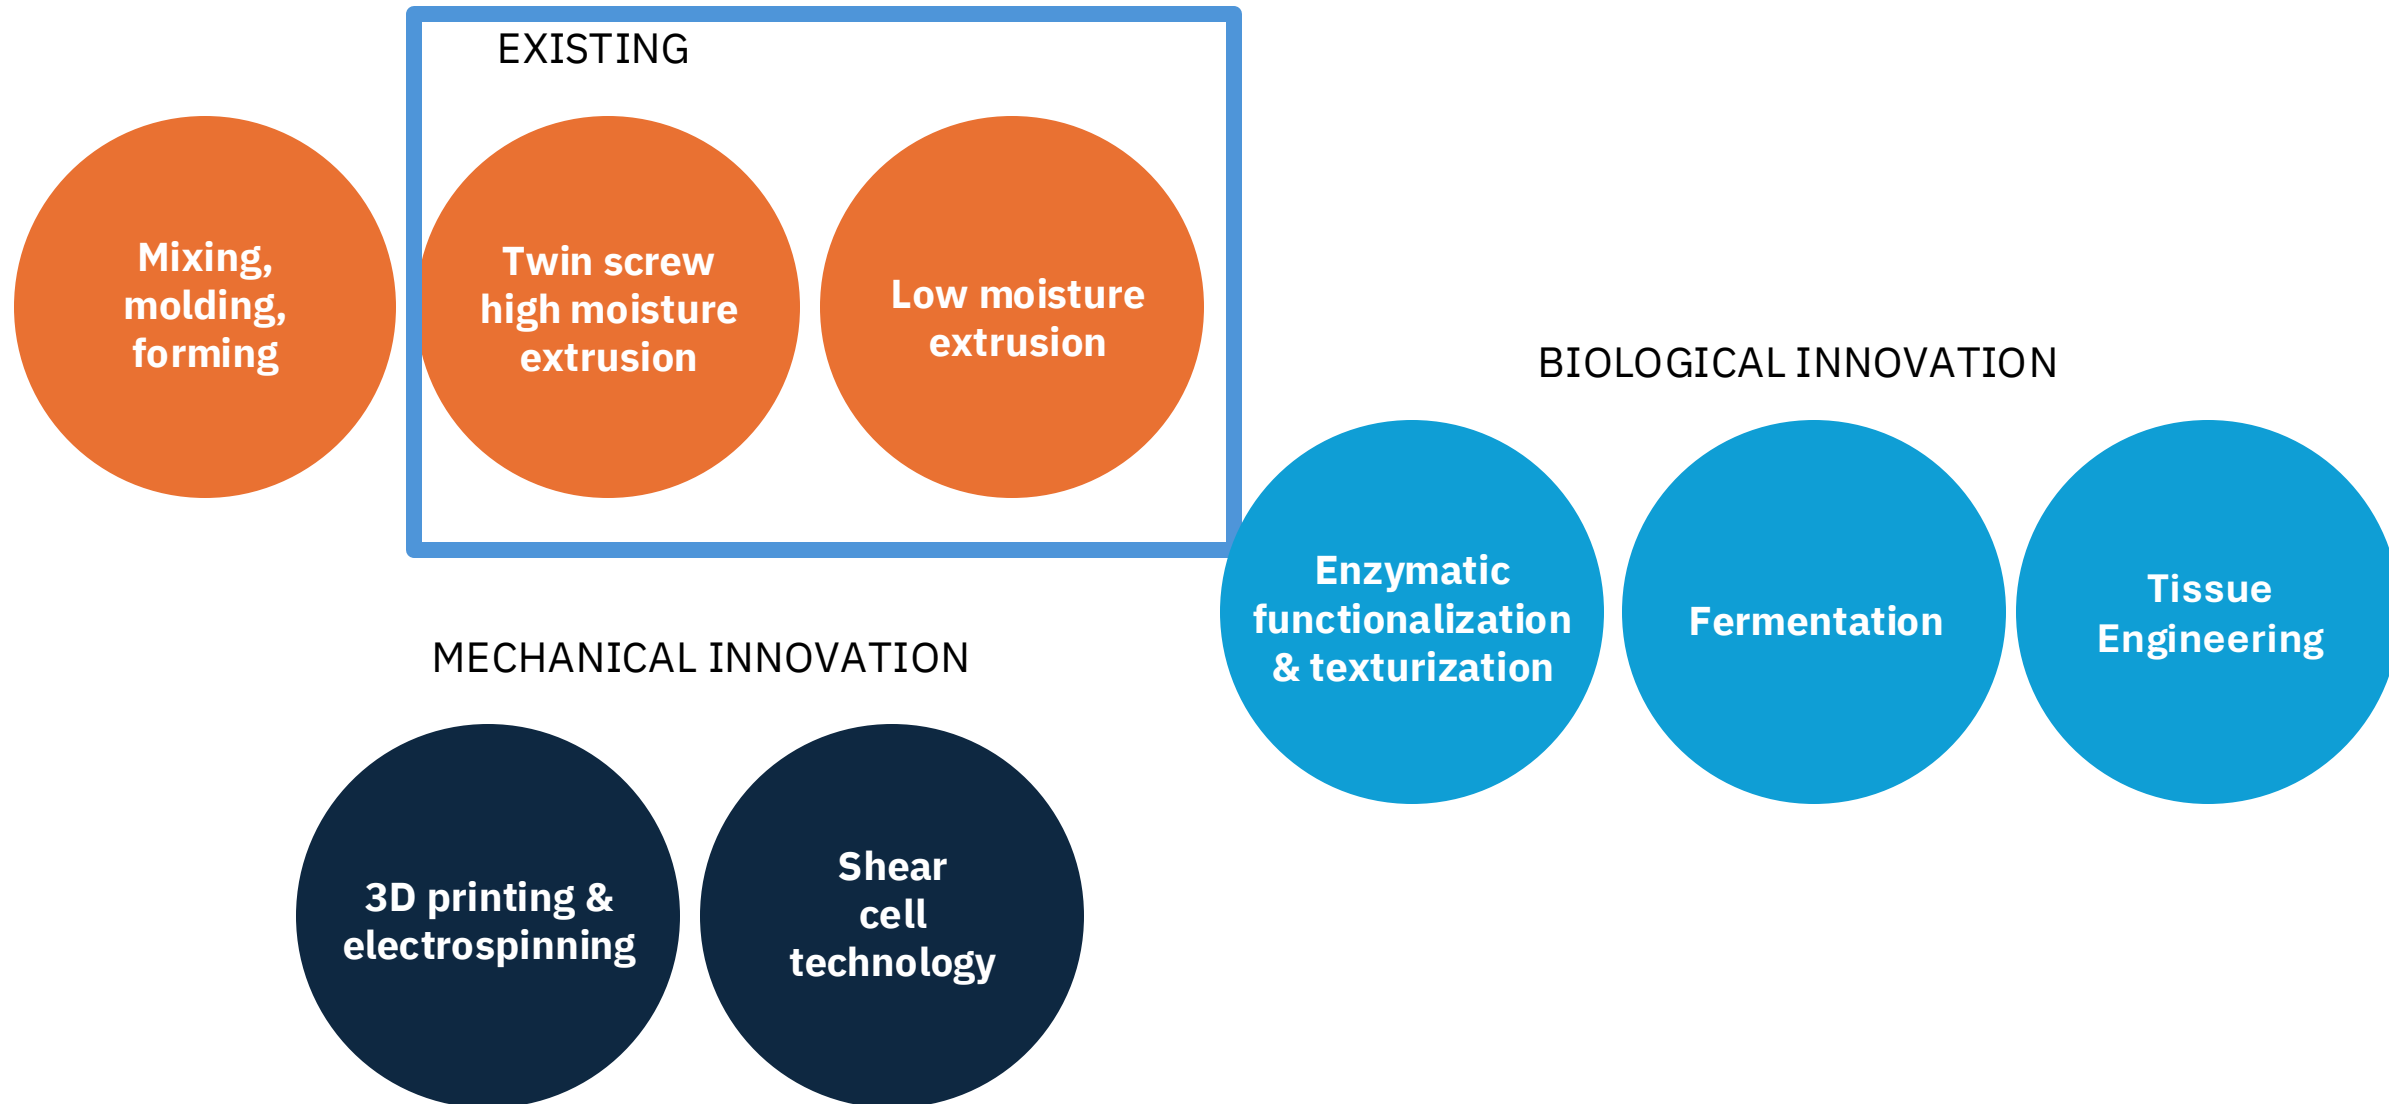 EXISTING
Mixing,
molding,
forming
Twin screw
high moisture
extrusion
Low moisture
extrusion
BIOLOGICAL INNOVATION
Enzymatic
functionalization
& texturization
Fermentation
Tissue
Engineering
MECHANICAL INNOVATION
3D printing &
electrospinning
Shear
cell
technology